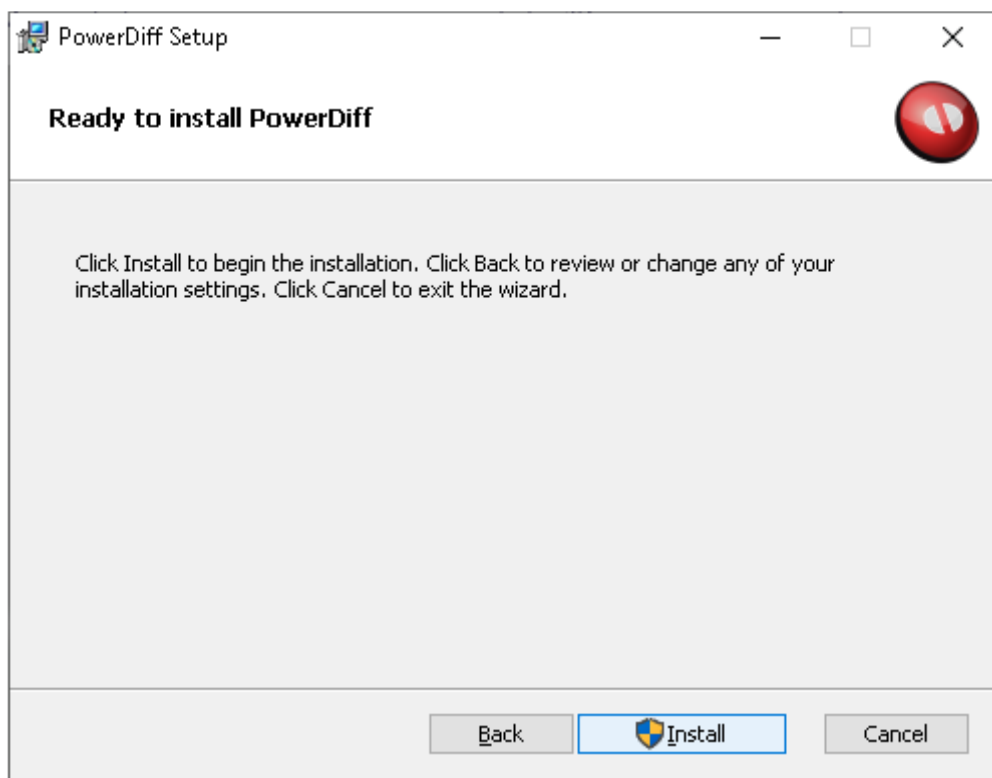 PowerDiff Setup
Ready to install PowerDiff
Click Install to begin the installation. Click Back to review or change any of your
installation settings. Click Cancel to exit the wizard.
Back
Install
Cancel